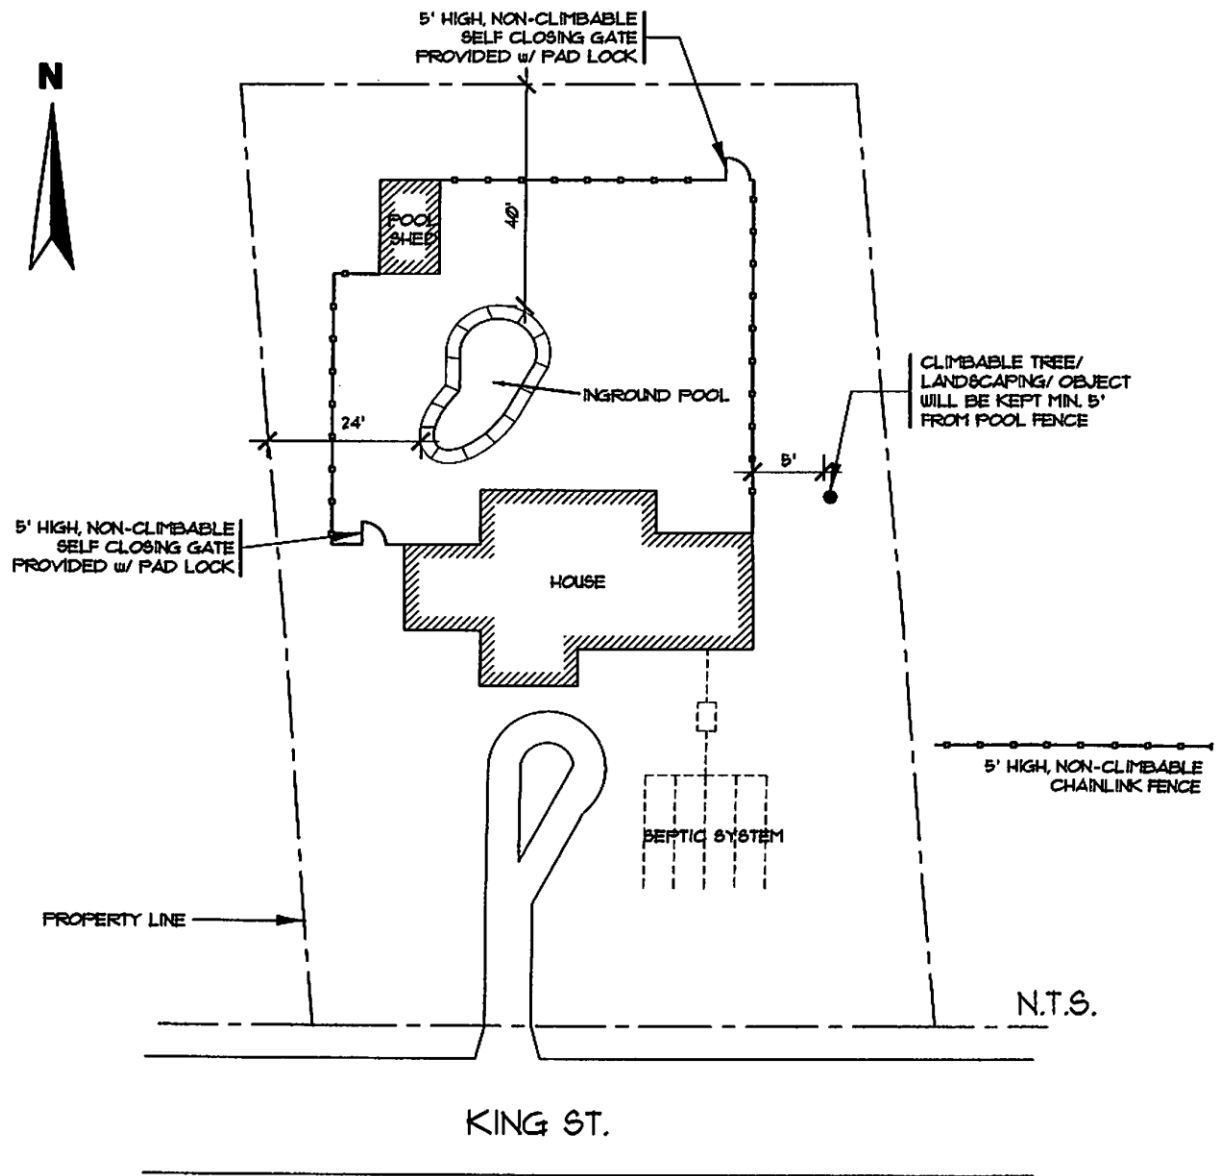 5' HIGH, NON-CLIMBABLE
SELF CLOSING GATE
PROVIDED w/ PAD LOCK
N
POOL
SHED
40'
CLIMBABLE TREE/
LANDSCAPING/ OBJECT
WILL BE KEPT MIN. 5'
FROM POOL FENCE
INGROUND POOL
24'
5'
5' HIGH, NON-CLIMBABLE
SELF CLOSING GATE
PROVIDED w/ PAD LOCK
HOUSE
5' HIGH, NON-CLIMBABLE
CHAINLINK FENCE
SEPTIC SYSTEM
PROPERTY LINE
N.T.S.
KING ST.